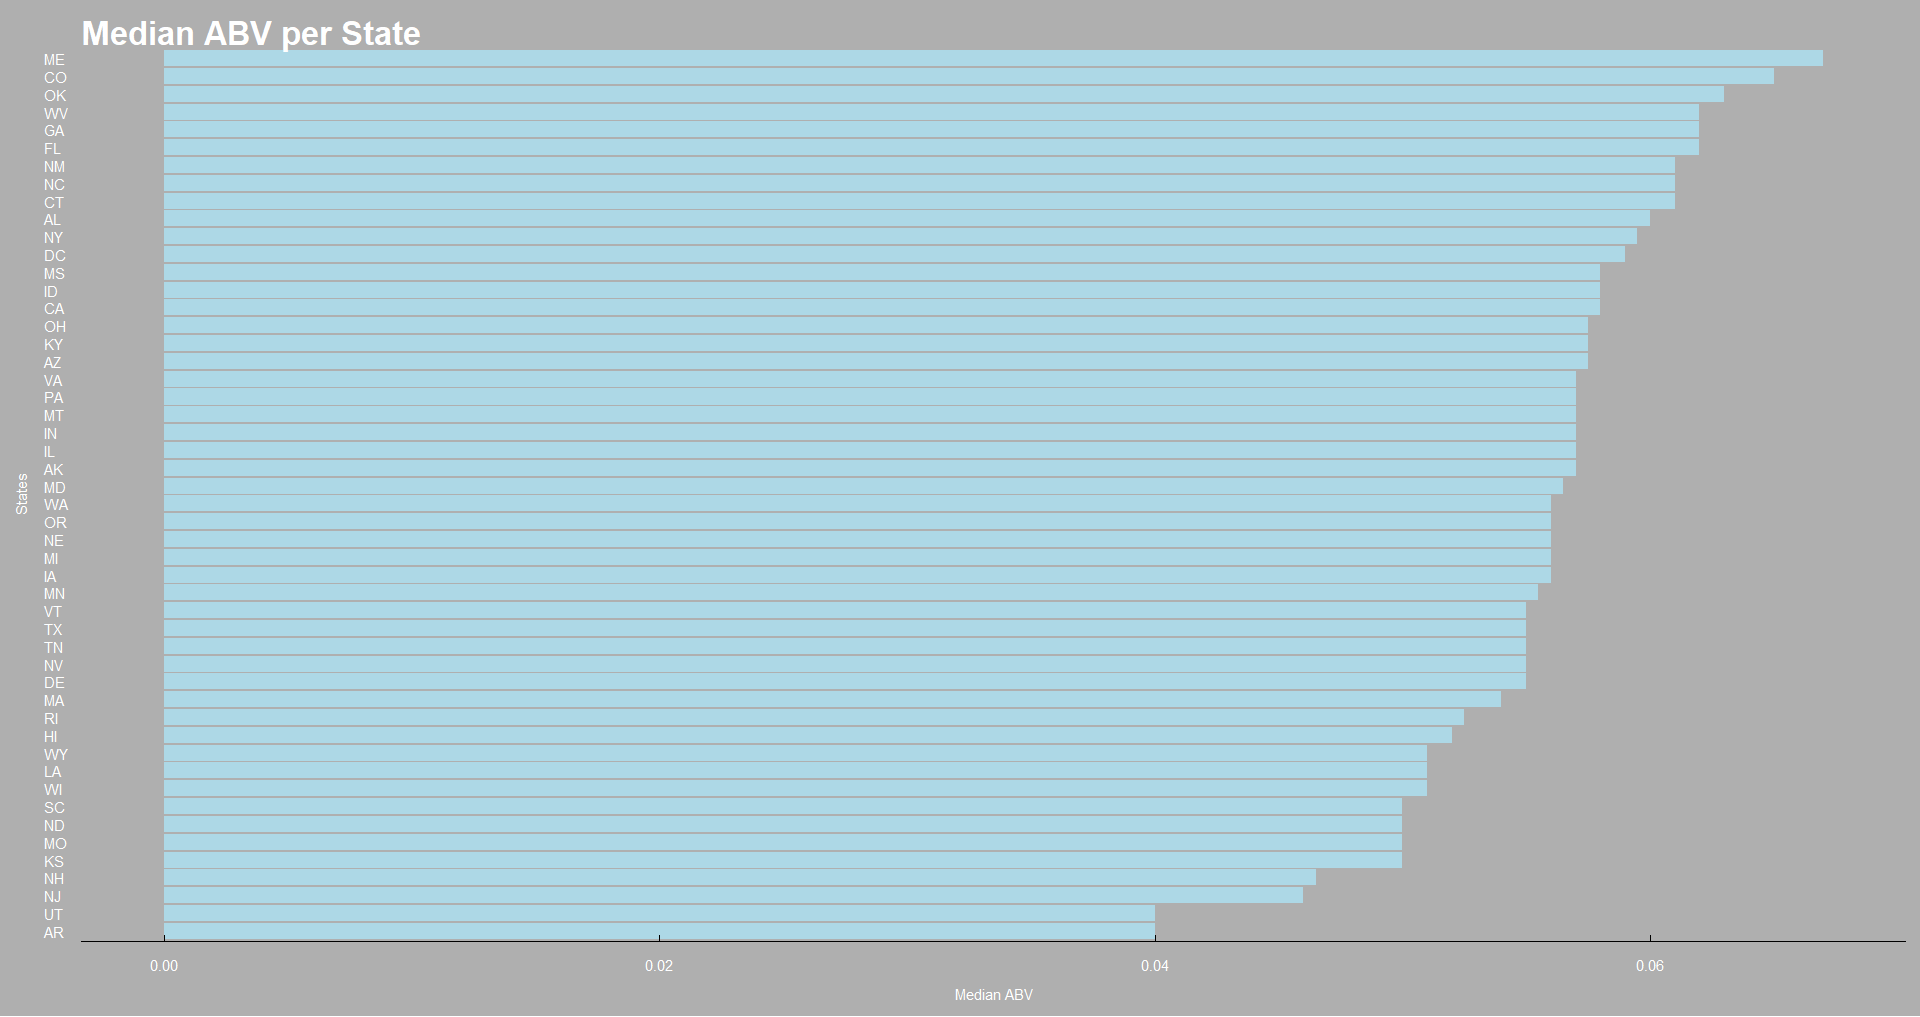 Median ABV per State
ME
CO
OK
WV
GA
FL
NM
NC
CT
AL
NY
DC
MS
ID
CA
OH
KY
AZ
VA
PA
MT
IN
IL
AK
MD
WA
OR
NE
MI
IA
MN
VT
TX
TN
NV
DE
MA
RI
HI
WY
LA
WI
SC
ND
MO
KS
NH
NJ
UT
AR
States
0.00 0.02 0.04 0.06
Median ABV